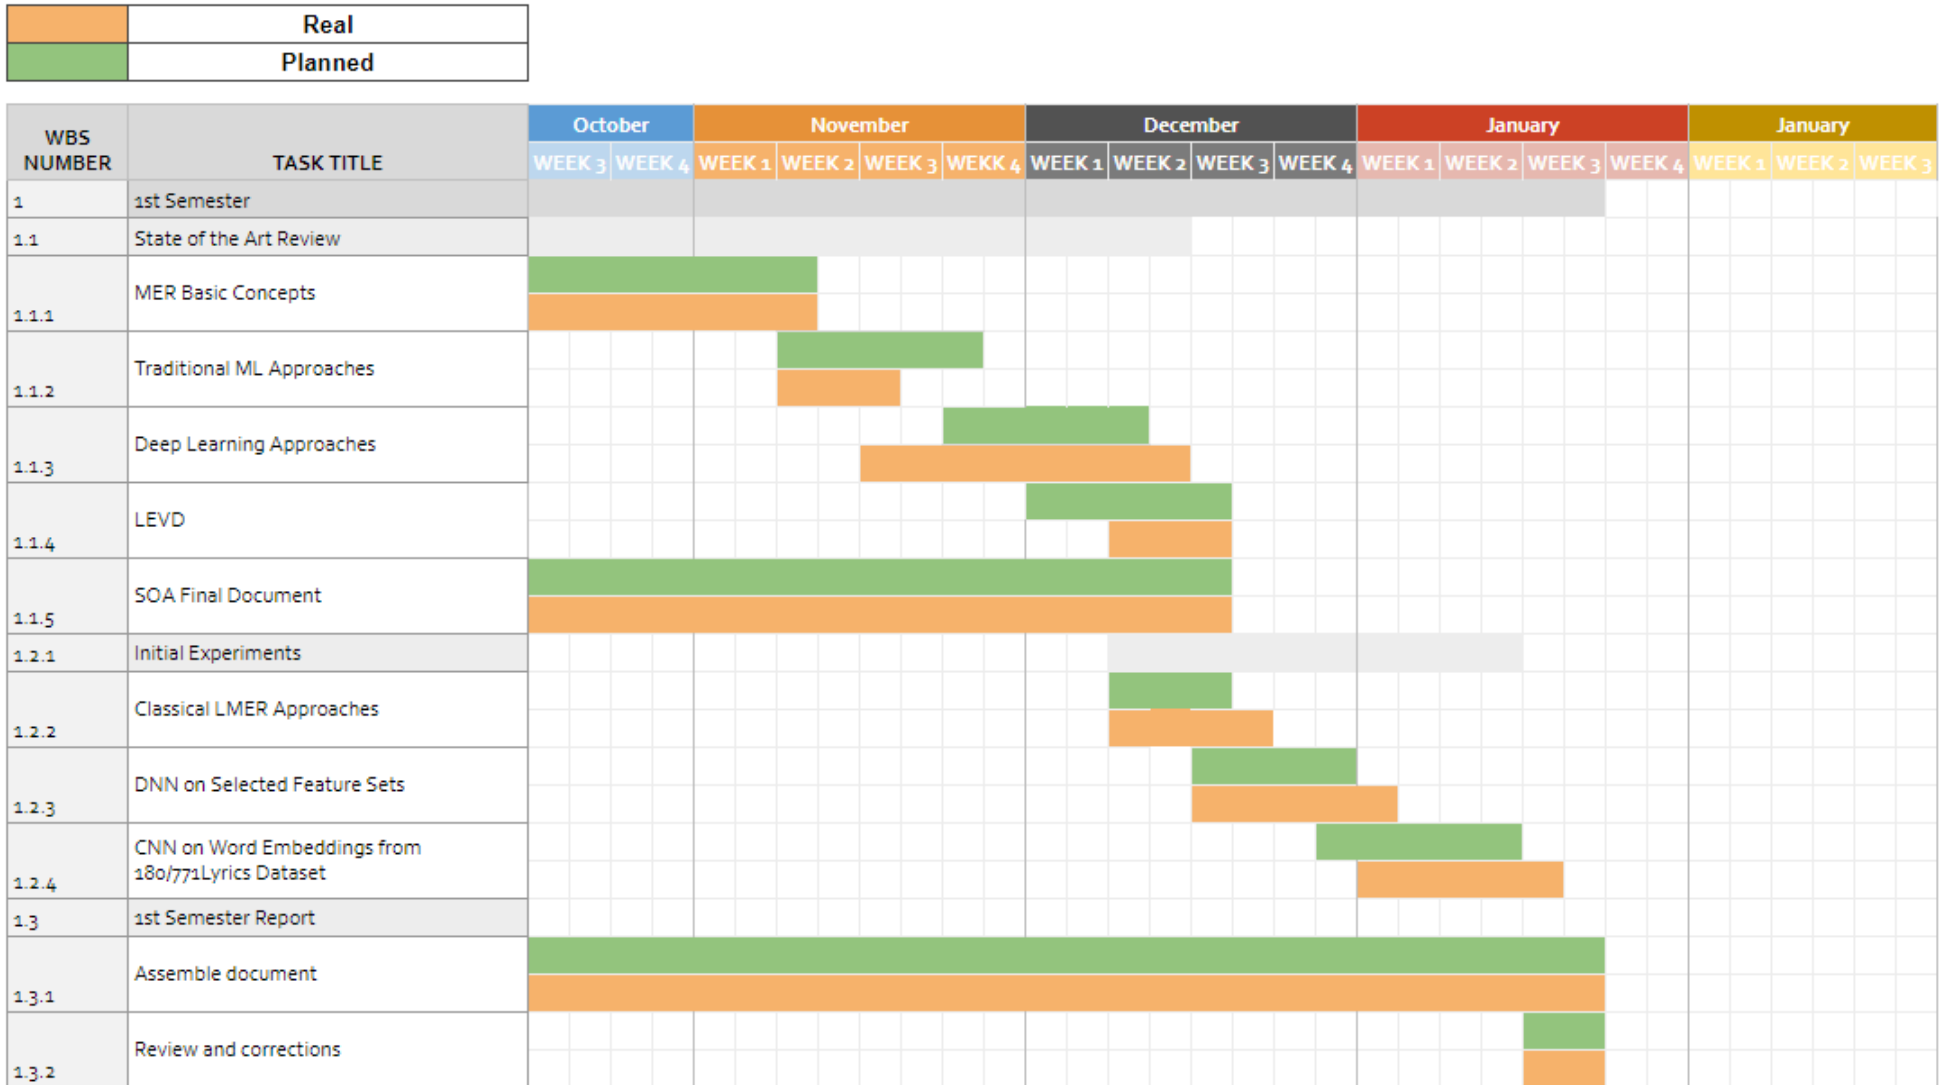 Real
Planned
WBS NUMBER
TASK TITLE
October
November
December
January
January
WEEK 3
WEEK 4
WEEK 1
WEEK 2
WEEK 3
WEKK 4
WEEK 1
WEEK 2
WEEK 3
WEEK 4
WEEK 1
WEEK 2
WEEK 3
WEEK 4
WEEK 1
WEEK 2
WEEK 3
1
1st Semester
1.1
State of the Art Review
1.1.1
MER Basic Concepts
1.1.2
Traditional ML Approaches
1.1.3
Deep Learning Approaches
1.1.4
LEVD
1.1.5
SOA Final Document
1.2.1
Initial Experiments
1.2.2
Classical LMER Approaches
1.2.3
DNN on Selected Feature Sets
1.2.4
CNN on Word Embeddings from
180/771Lyrics Dataset
1.3
1st Semester Report
1.3.1
Assemble document
1.3.2
Review and corrections